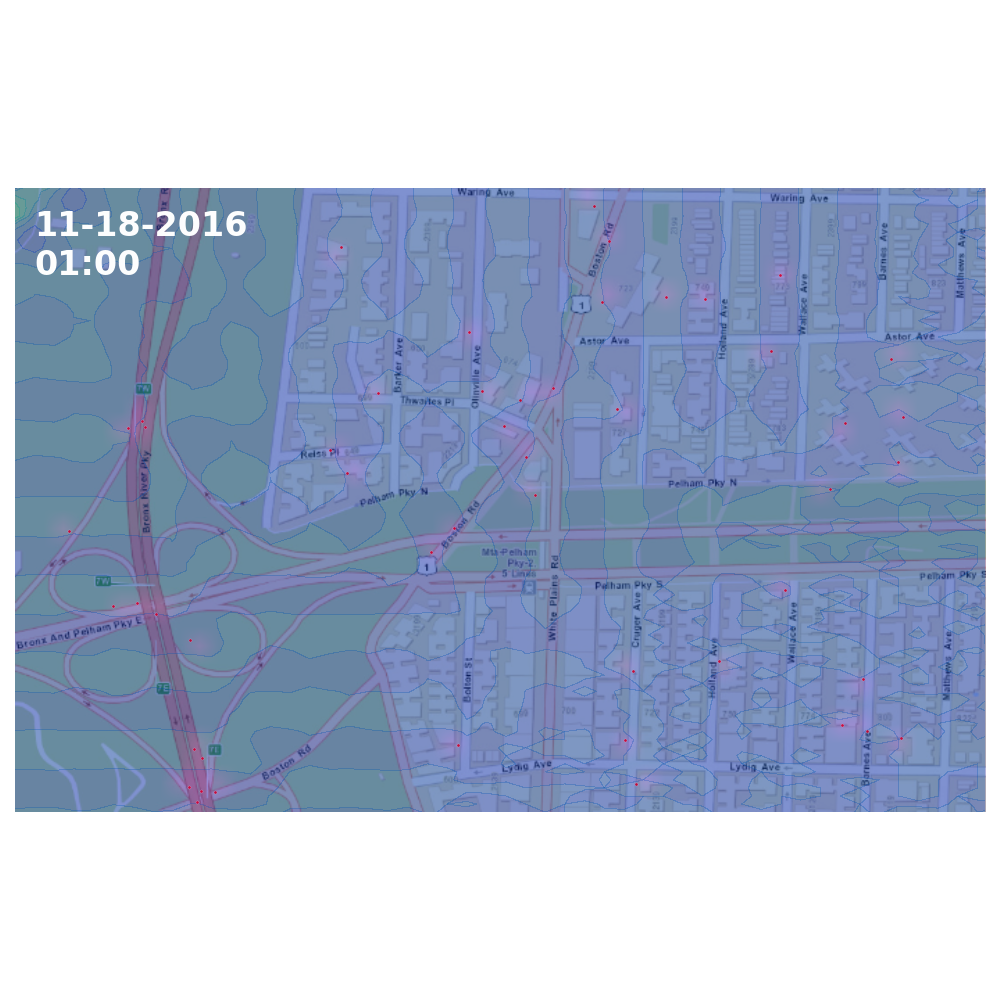 11-18-2016
01:00
Waring Ave
Waring Ave
Boston Rd
Barnes Ave
Matthews Ave
Wallace Ave
Holland Ave
1
Astor Ave
Astor Ave
Barker Ave
Olinville Ave
Thwaites Pl
Reiss Pl
Pelham Pky N
Pelham Pky N
Bronx River Pky
Boston Rd
1
Mta-Pelham
Pky-2
5 Lines
White Plains Rd
Pelham Pky S
Pelham Pky S
7W
7W
Bronx And Pelham Pky E
Cruger Ave
Holland Ave
Wallace Ave
Matthews Ave
Bolton St
7E
7E
Boston Rd
Lydig Ave
Lydig Ave
Barnes Ave